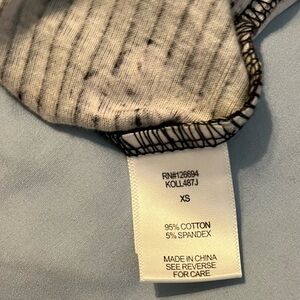 RN#126694
KOLL487J
XS
95% COTTON
5% SPANDEX
MADE IN CHINA
SEE REVERSE
FOR CARE